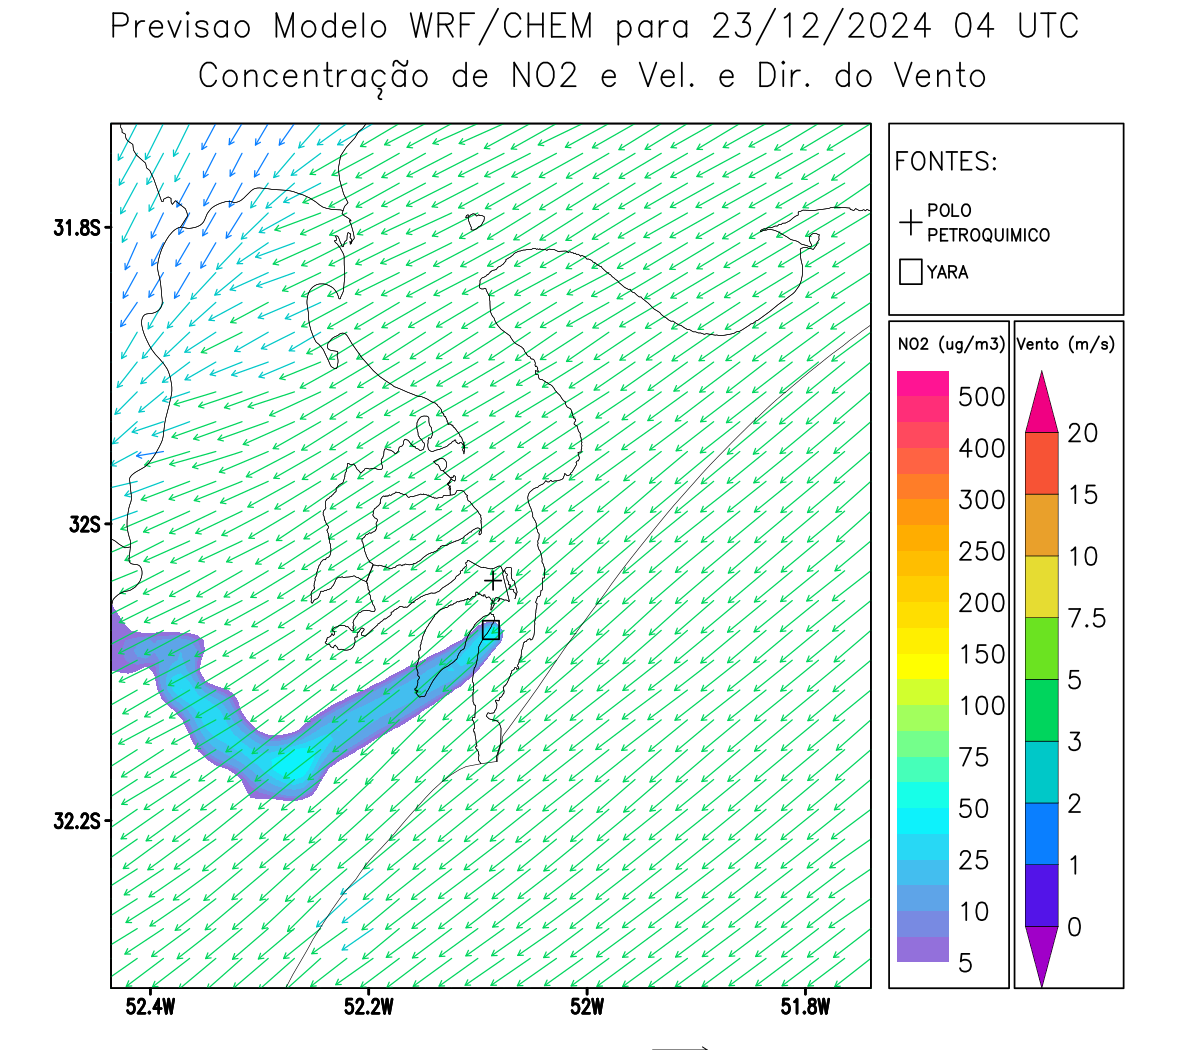 Previsao Modelo WRF/CHEM para 23/12/2024 04 UTC
Concentração de NO2 e Vel. e Dir. do Vento
FONTES:
POLO
PETROQUIMICO
YARA
NO2 (ug/m3)
500
400
300
250
200
150
100
75
50
25
10
5
Vento (m/s)
20
15
10
7.5
5
3
2
1
0
31.8S
32S
32.2S
52.4W
52.2W
52W
51.8W